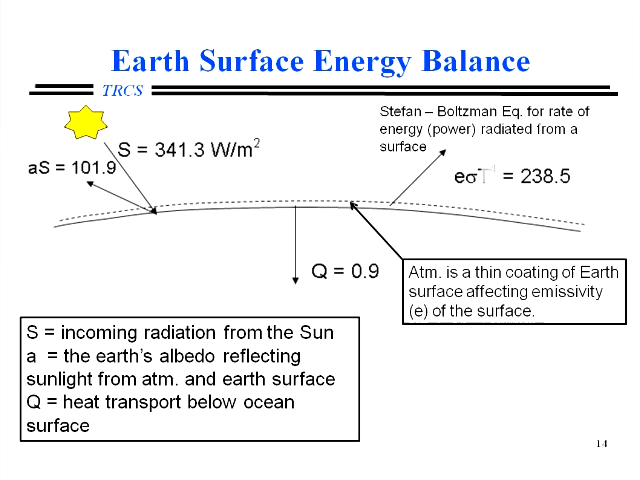 Earth Surface Energy Balance
TRCS
Stefan – Boltzman Eq. for rate of
energy (power) radiated from a
surface
S = 341.3 W/m²
aS = 101.9
eσT⁴ = 238.5
Q = 0.9
Atm. is a thin coating of Earth
surface affecting emissivity
(e) of the surface.
S = incoming radiation from the Sun
a = the earth's albedo reflecting
sunlight from atm. and earth surface
Q = heat transport below ocean
surface
14